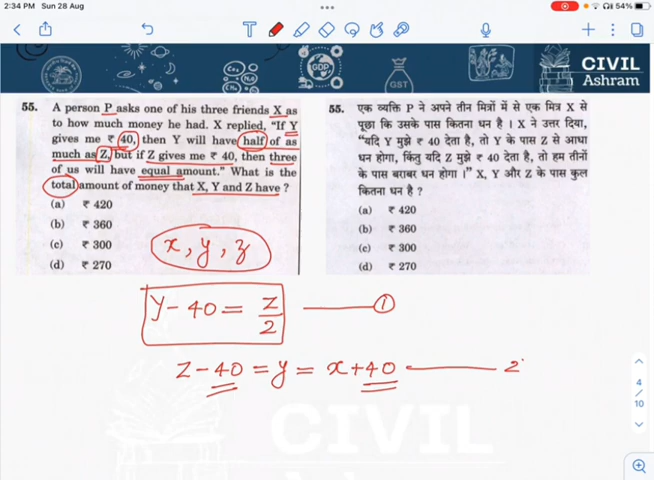 2:34 PM Sun 28 Aug
54%
GDP
GST
CIVIL
Ashram
55. A person P asks one of his three friends X as
to how much money he had. X replied, "If Y
gives me ₹ 40, then Y will have half of as
much as Z, but if Z gives me ₹ 40, then three
of us will have equal amount." What is the
total amount of money that X, Y and Z have ?
(a) ₹ 420
(b) ₹ 360
(c) ₹ 300
(d) ₹ 270
55. एक व्यक्ति P ने अपने तीन मित्रों में से एक मित्र X से
पूछा कि उसके पास कितना धन है । X ने उत्तर दिया,
"यदि Y मुझे ₹ 40 देता है, तो Y के पास Z से आधा
धन होगा, किंतु यदि Z मुझे ₹ 40 देता है, तो हम तीनों
के पास बराबर धन होगा ।" X, Y और Z के पास कुल
कितना धन है ?
(a) ₹ 420
(b) ₹ 360
(c) ₹ 300
(d) ₹ 270
x, y, z
y - 40 = z/2 ①
z - 40 = y = x + 40 2
4
/
10
CIVIL